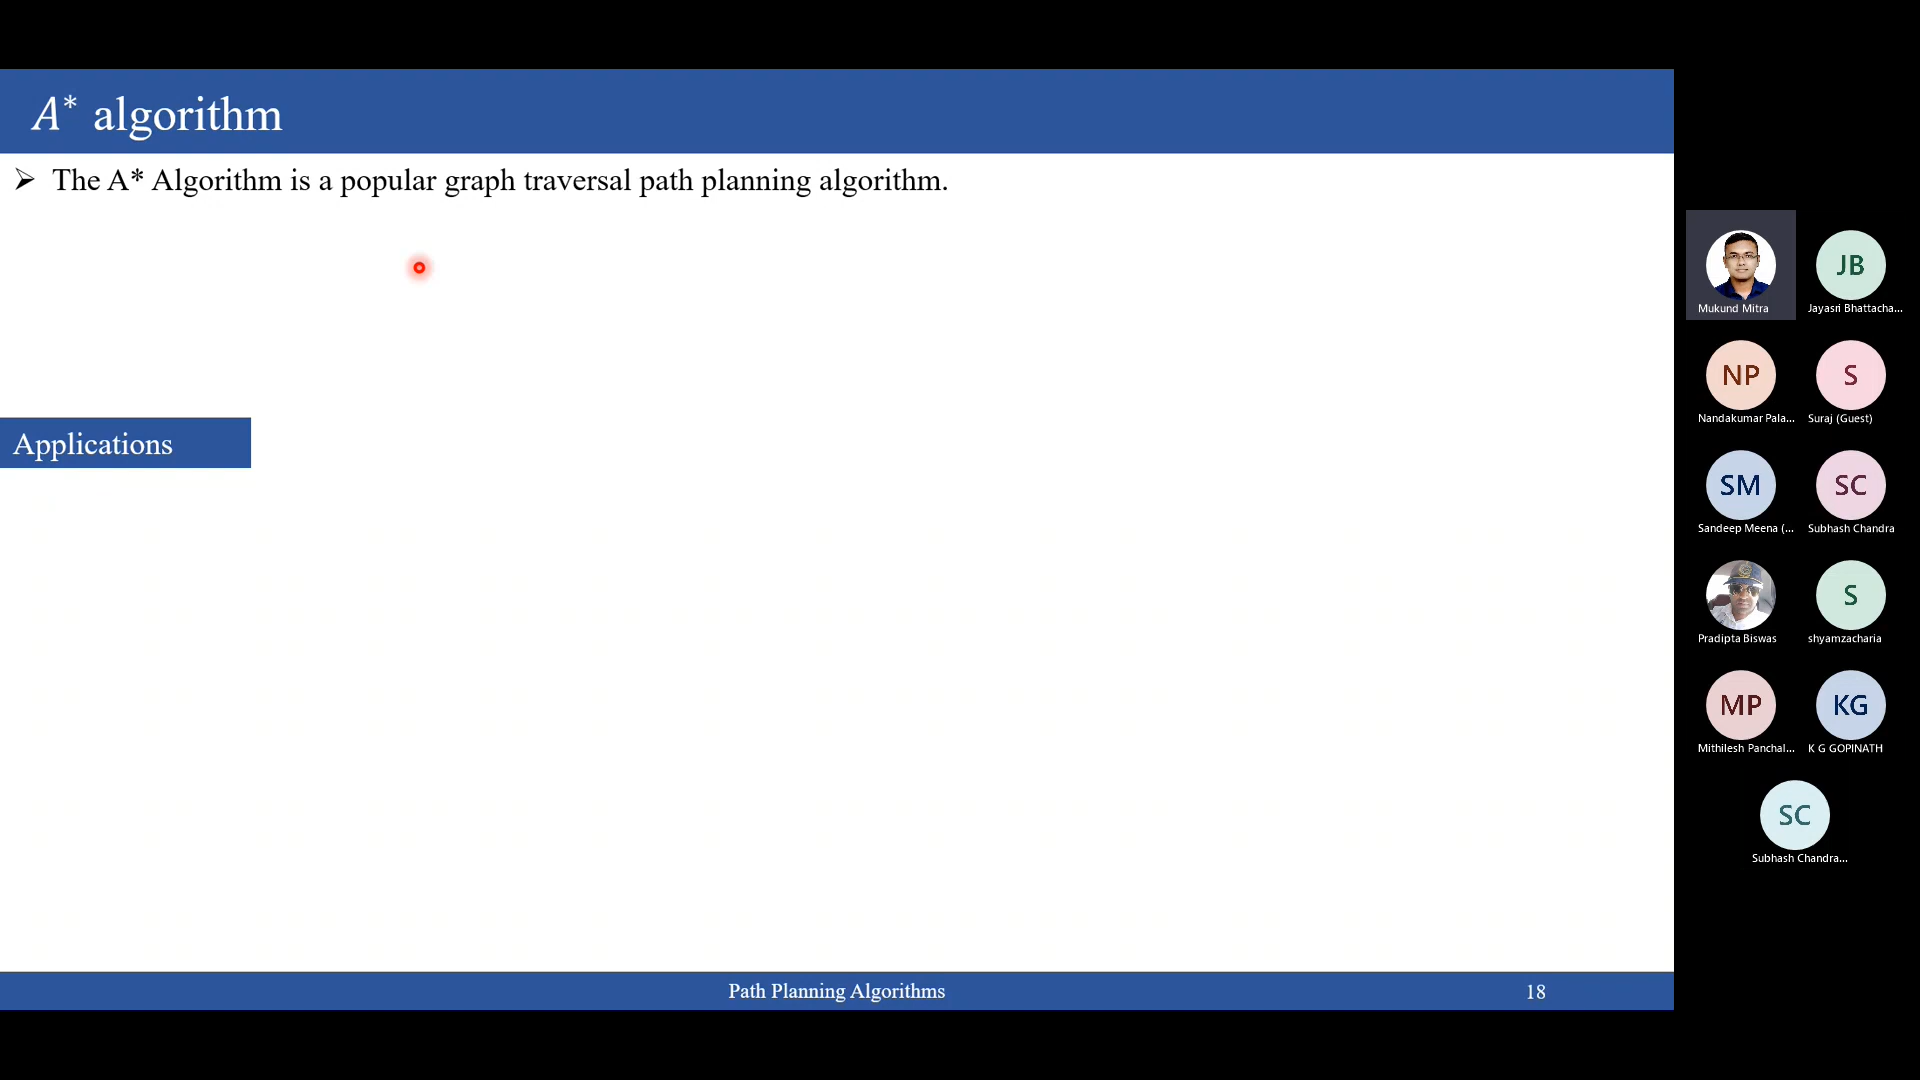 A* algorithm
➢ The A* Algorithm is a popular graph traversal path planning algorithm.
Applications
Path Planning Algorithms
18
Mukund Mitra
JB
Jayasri Bhattacha...
NP
Nandakumar Pala...
S
Suraj (Guest)
SM
Sandeep Meena (...
SC
Subhash Chandra
Pradipta Biswas
S
shyamzacharia
MP
Mithilesh Panchal...
KG
K G GOPINATH
SC
Subhash Chandra...